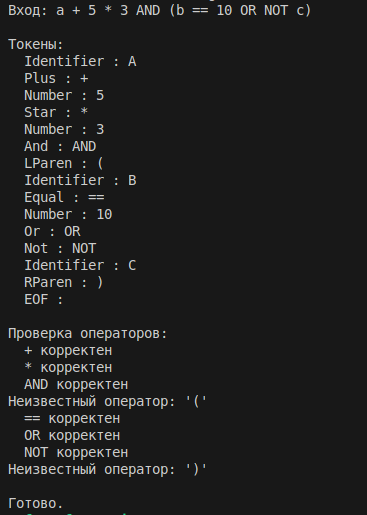 Вход: a + 5 * 3 AND (b == 10 OR NOT c)
Токены:
Identifier : A
Plus : +
Number : 5
Star : *
Number : 3
And : AND
LParen : (
Identifier : B
Equal : ==
Number : 10
Or : OR
Not : NOT
Identifier : C
RParen : )
EOF :
Проверка операторов:
+ корректен
* корректен
AND корректен
Неизвестный оператор: '('
== корректен
OR корректен
NOT корректен
Неизвестный оператор: ')'
Готово.